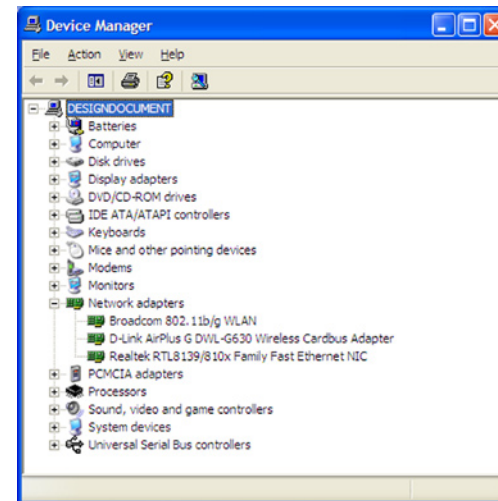 Device Manager
File Action View Help
DESIGNDOCUMENT
Batteries
Computer
Disk drives
Display adapters
DVD/CD-ROM drives
IDE ATA/ATAPI controllers
Keyboards
Mice and other pointing devices
Modems
Monitors
Network adapters
Broadcom 802.11b/g WLAN
D-Link AirPlus G DWL-G630 Wireless Cardbus Adapter
Realtek RTL8139/810x Family Fast Ethernet NIC
PCMCIA adapters
Processors
Sound, video and game controllers
System devices
Universal Serial Bus controllers